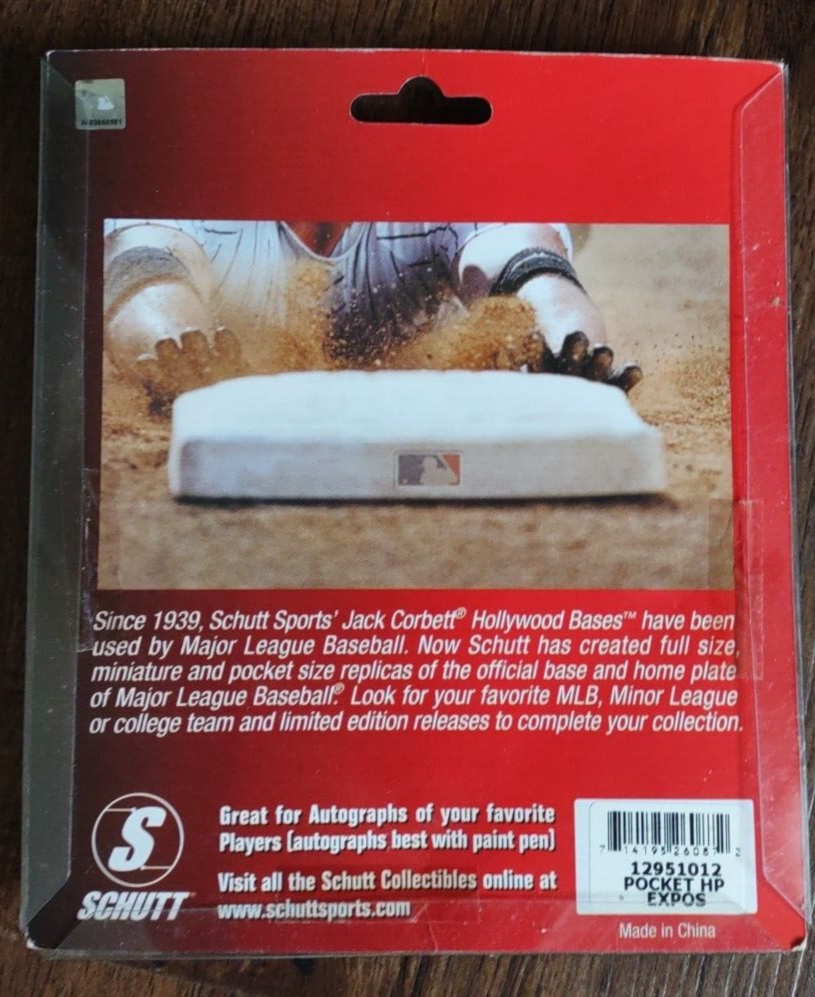 Since 1939, Schutt Sports' Jack Corbett® Hollywood Bases™ have been
used by Major League Baseball. Now Schutt has created full size,
miniature and pocket size replicas of the official base and home plate
of Major League Baseball.® Look for your favorite MLB, Minor League
or college team and limited edition releases to complete your collection.
S
SCHUTT
Great for Autographs of your favorite
Players (autographs best with paint pen)
Visit all the Schutt Collectibles online at
www.schuttsports.com
7 14195 26087 2
12951012
POCKET HP
EXPOS
Made in China